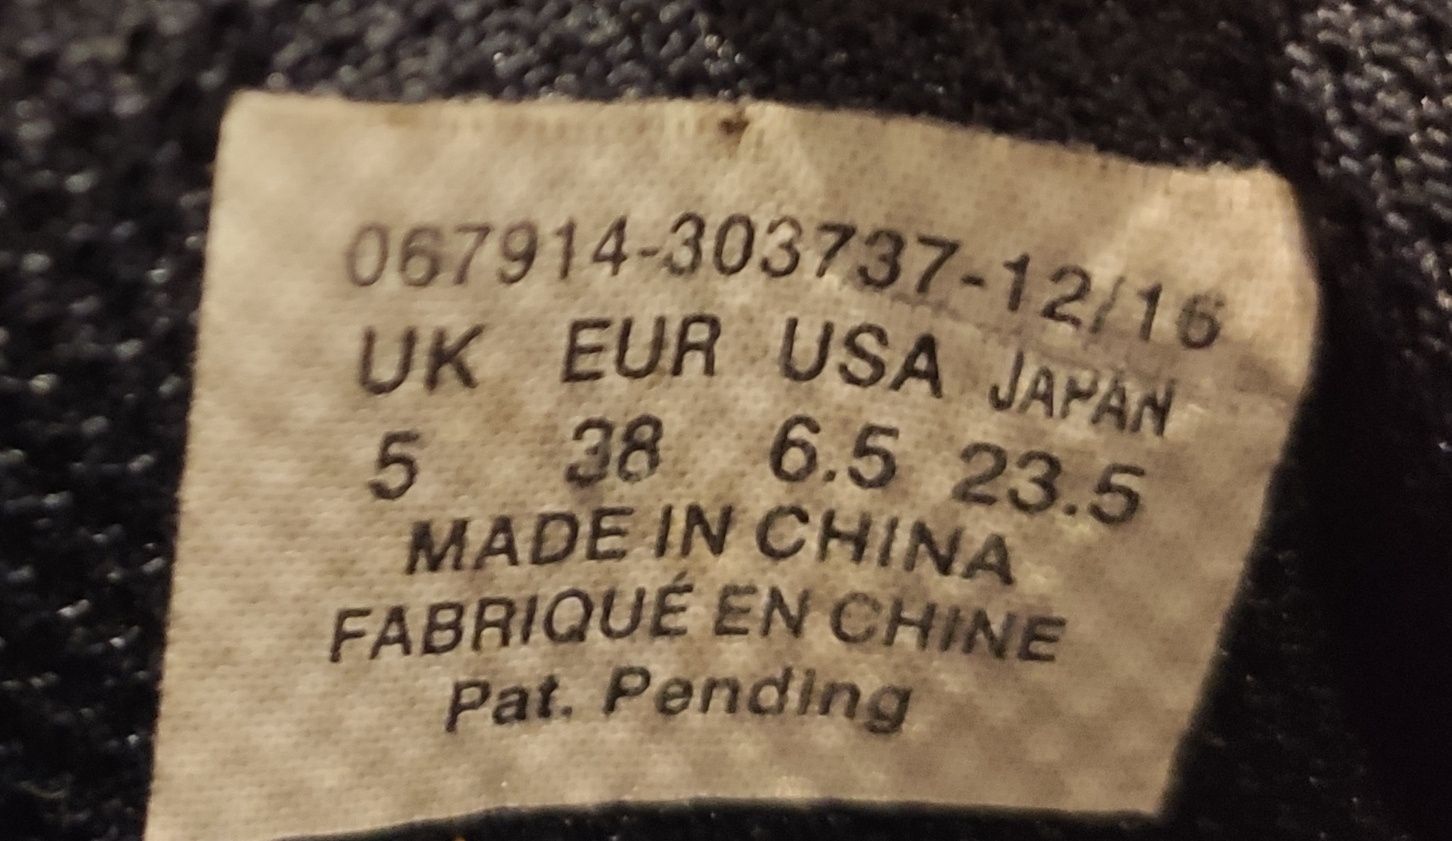 067914-303737-12/16
UK EUR USA JAPAN
5 38 6.5 23.5
MADE IN CHINA
FABRIQUÉ EN CHINE
Pat. Pending